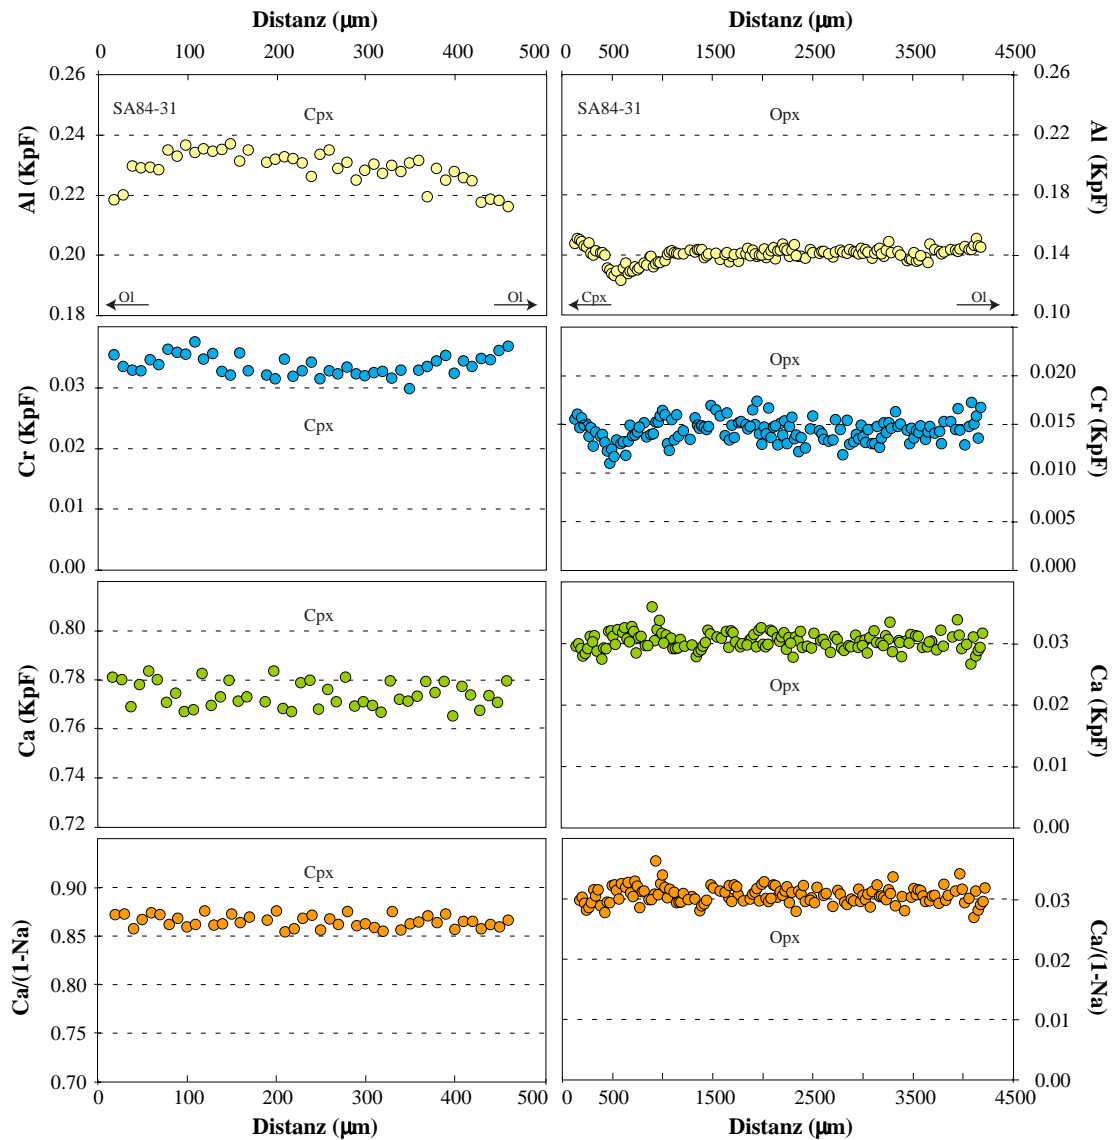 Distanz (µm) Distanz (µm)
0 100 200 300 400 500 0 500 1500 2500 3500 4500
0.26 0.26
SA84-31 Cpx SA84-31 Opx
0.24 0.22
Al (KpF) Al (KpF)
0.22 0.18
0.20 0.14
Ol Ol Cpx Ol
0.18 0.10
Opx
0.03 0.020
Cpx
Cr (KpF) Cr (KpF)
0.02 0.015
0.01 0.010
0.005
0.00 0.000
Cpx
0.80
0.78 0.03
Ca (KpF) Opx Ca (KpF)
0.76 0.02
0.74 0.01
0.72 0.00
Cpx
0.90 0.03
0.85
Opx
Ca/(1-Na) Ca/(1-Na)
0.80 0.02
0.75 0.01
0.70 0.00
0 100 200 300 400 500 0 500 1500 2500 3500 4500
Distanz (µm) Distanz (µm)